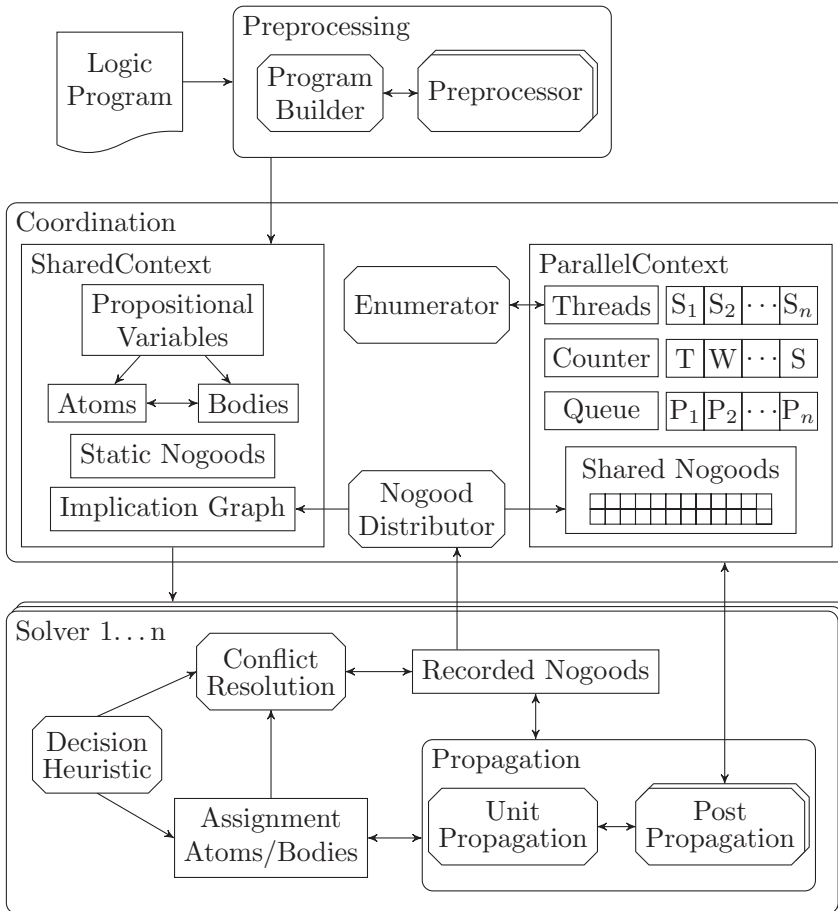 Preprocessing
Logic
Program
Program
Builder
Preprocessor
Coordination
SharedContext
Propositional
Variables
Atoms
Bodies
Static Nogoods
Implication Graph
Enumerator
Nogood
Distributor
ParallelContext
Threads S₁ S₂ ⋯ Sₙ
Counter T W ⋯ S
Queue P₁ P₂ ⋯ Pₙ
Shared Nogoods
Solver 1…n
Conflict
Resolution
Recorded Nogoods
Decision
Heuristic
Assignment
Atoms/Bodies
Propagation
Unit
Propagation
Post
Propagation